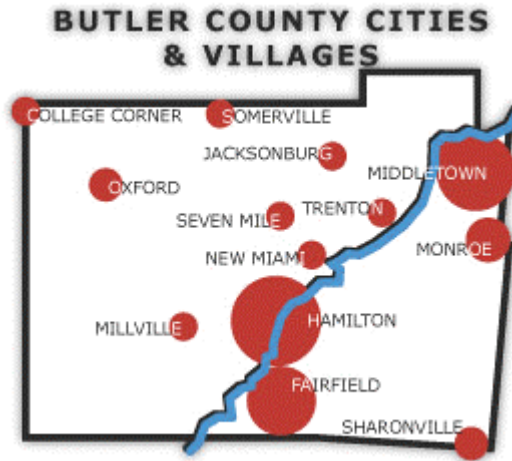 BUTLER COUNTY CITIES
& VILLAGES
COLLEGE CORNER
SOMERVILLE
JACKSONBURG
MIDDLETOWN
OXFORD
TRENTON
SEVEN MILE
MONROE
NEW MIAMI
HAMILTON
MILLVILLE
FAIRFIELD
SHARONVILLE